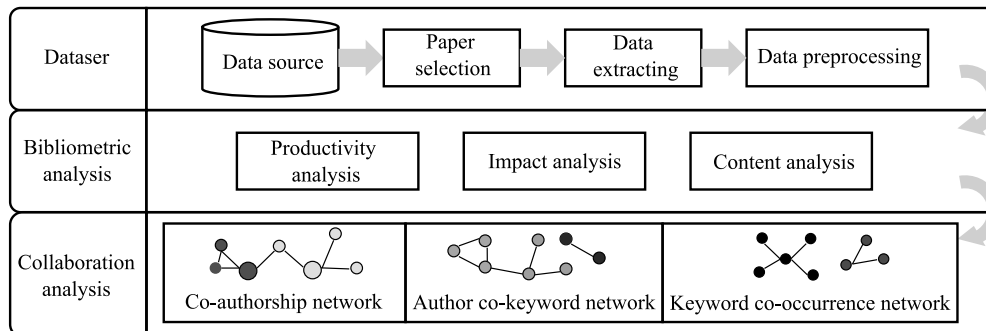 Dataser
Data source
Paper
selection
Data
extracting
Data preprocessing
Bibliometric
analysis
Productivity
analysis
Impact analysis
Content analysis
Collaboration
analysis
Co-authorship network
Author co-keyword network
Keyword co-occurrence network